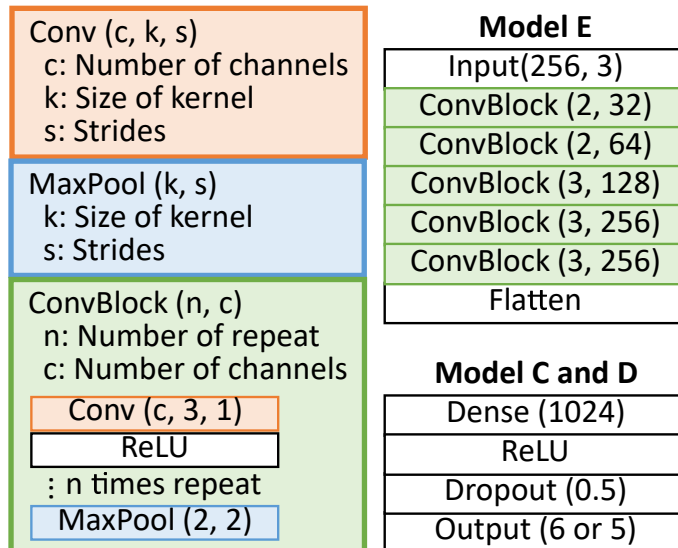 Conv (c, k, s)
c: Number of channels
k: Size of kernel
s: Strides
MaxPool (k, s)
k: Size of kernel
s: Strides
ConvBlock (n, c)
n: Number of repeat
c: Number of channels
Conv (c, 3, 1)
ReLU
⋮ n times repeat
MaxPool (2, 2)
Model E
Input(256, 3)
ConvBlock (2, 32)
ConvBlock (2, 64)
ConvBlock (3, 128)
ConvBlock (3, 256)
ConvBlock (3, 256)
Flatten
Model C and D
Dense (1024)
ReLU
Dropout (0.5)
Output (6 or 5)